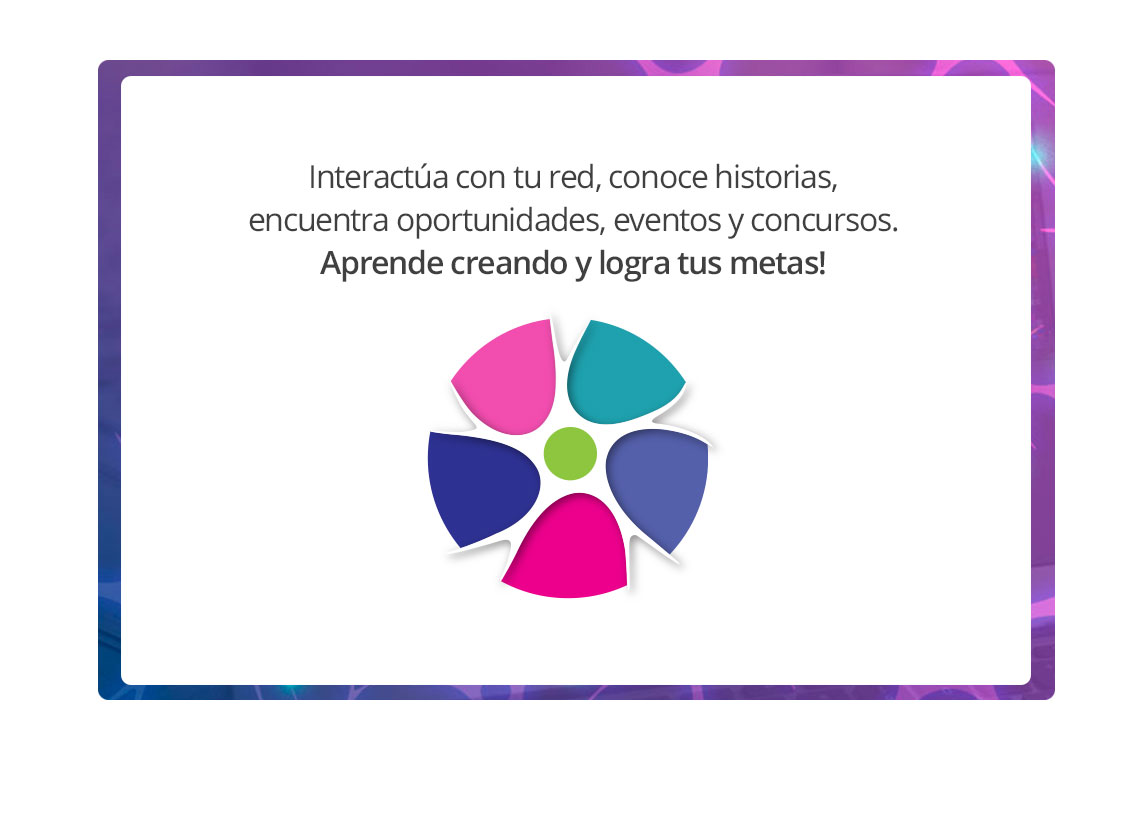 Interactúa con tu red, conoce historias,
encuentra oportunidades, eventos y concursos.
Aprende creando y logra tus metas!